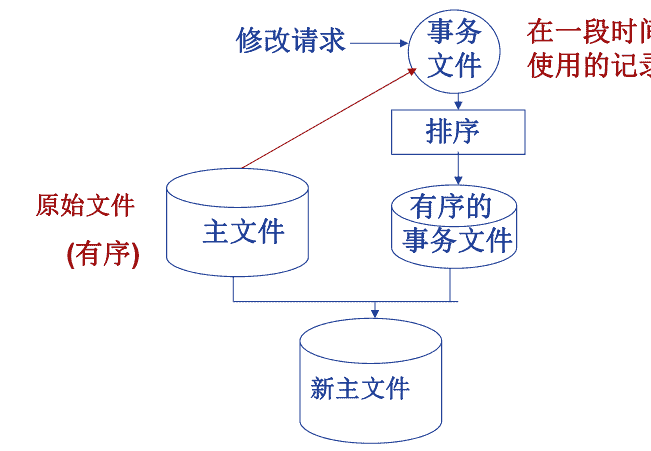 修改请求
事务
文件
在一段时间
使用的记录
排序
原始文件
(有序)
主文件
有序的
事务文件
新主文件